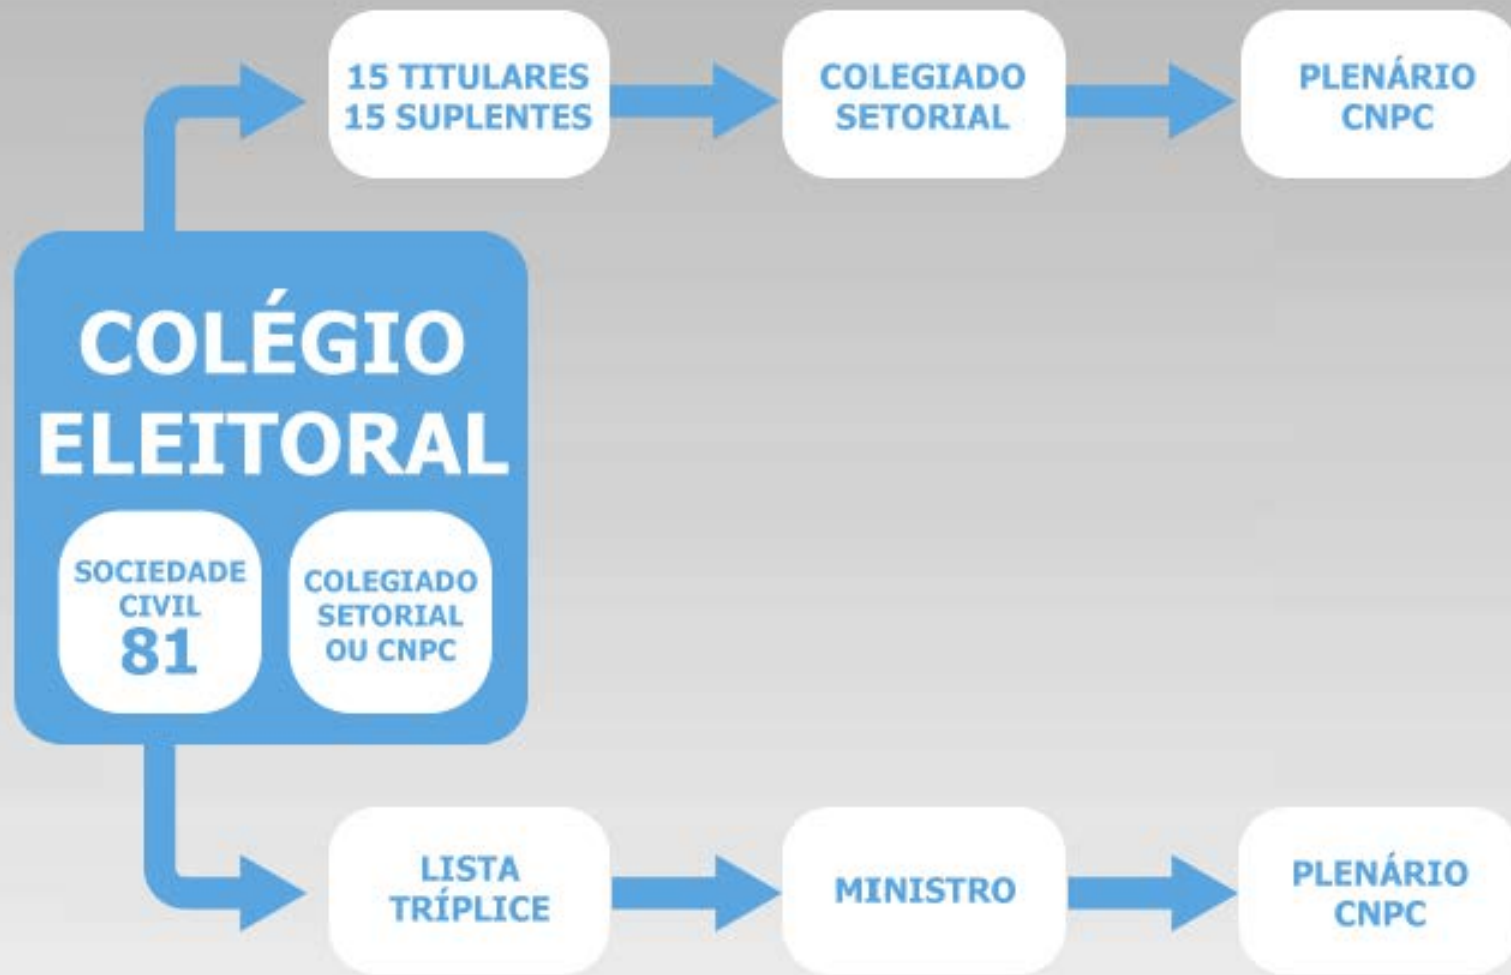 15 TITULARES
15 SUPLENTES
COLEGIADO
SETORIAL
PLENÁRIO
CNPC
COLÉGIO
ELEITORAL
SOCIEDADE
CIVIL
81
COLEGIADO
SETORIAL
OU CNPC
LISTA
TRÍPLICE
MINISTRO
PLENÁRIO
CNPC